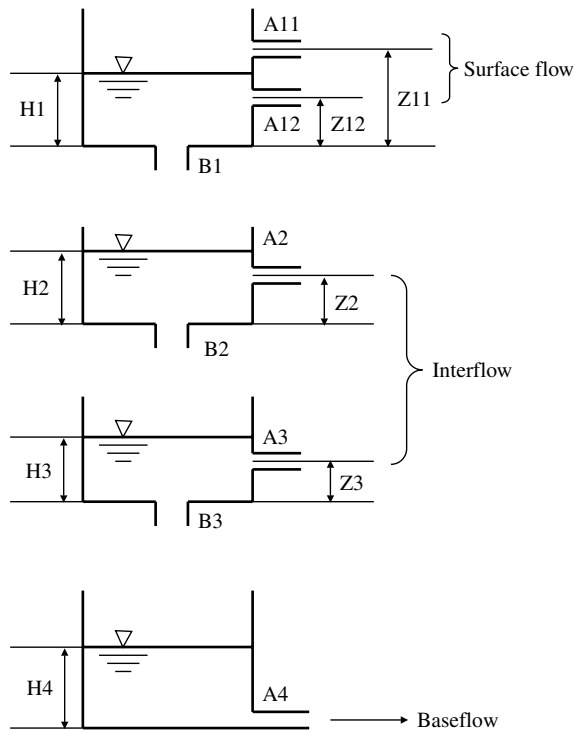 A11
Surface flow
H1
Z11
A12
Z12
B1
A2
H2
Z2
B2
Interflow
A3
H3
Z3
B3
H4
A4
Baseflow